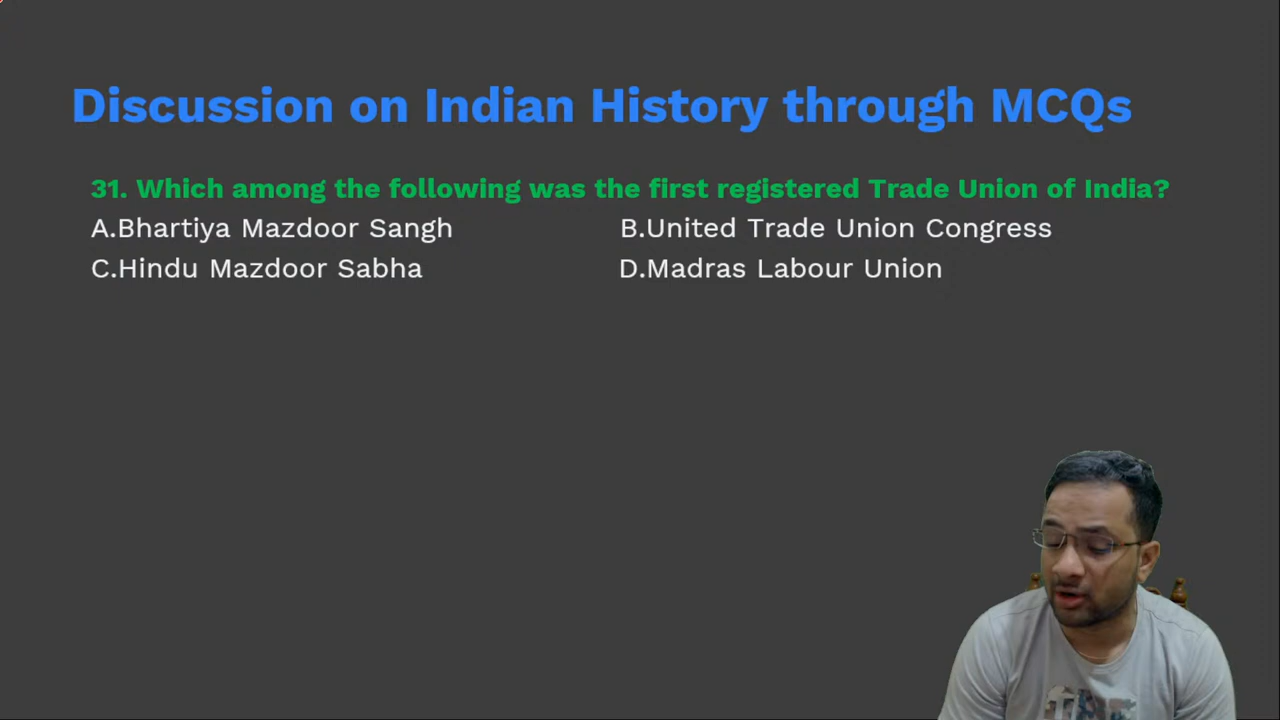 Discussion on Indian History through MCQs
31. Which among the following was the first registered Trade Union of India?
A.Bhartiya Mazdoor Sangh B.United Trade Union Congress
C.Hindu Mazdoor Sabha D.Madras Labour Union